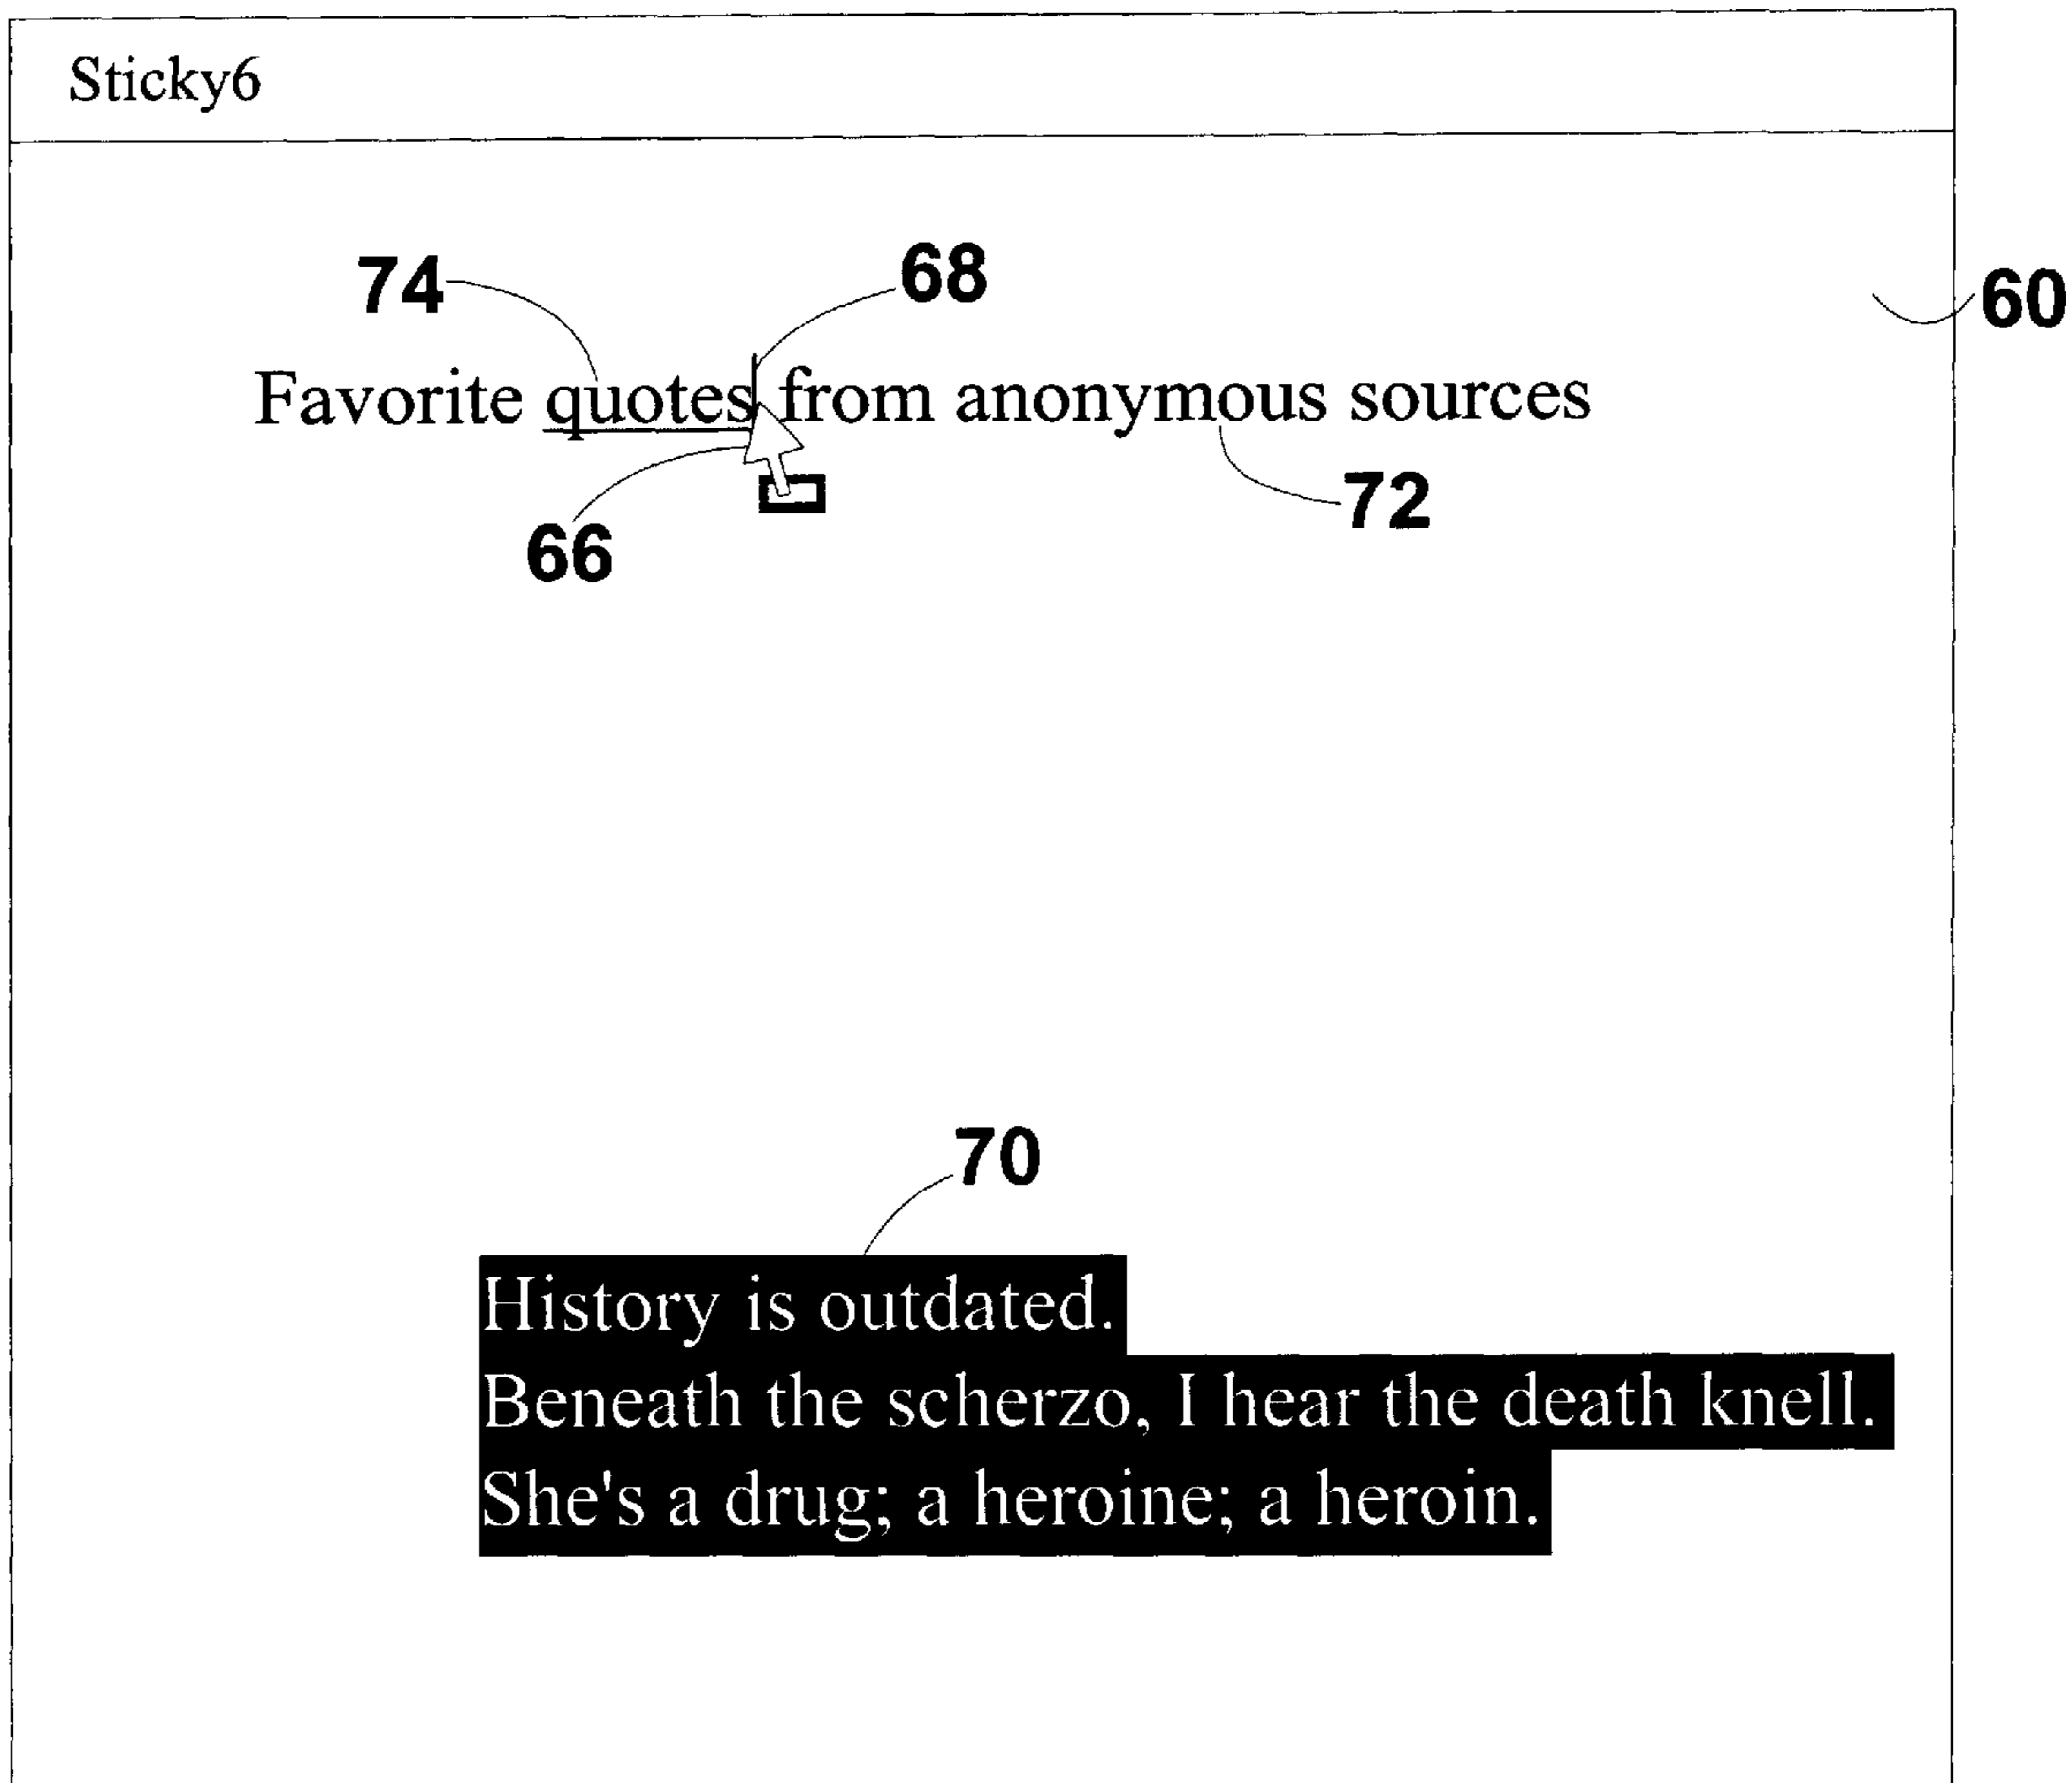 Sticky6
74
68
60
Favorite quotes from anonymous sources
72
66
70
History is outdated.
Beneath the scherzo, I hear the death knell.
She's a drug; a heroine; a heroin.